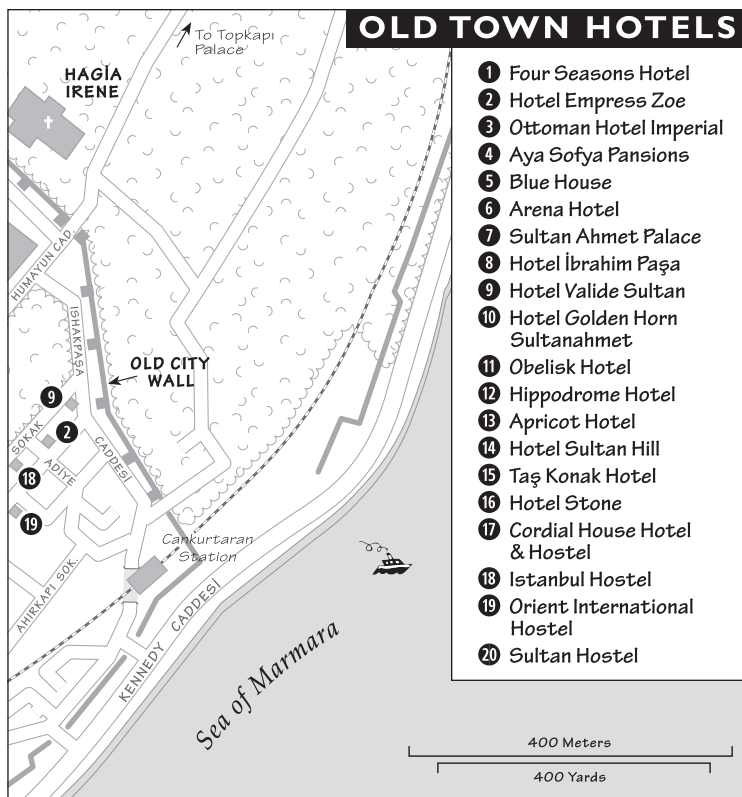 OLD TOWN HOTELS
To Topkapı
Palace
HAGİA
IRENE
1 Four Seasons Hotel
2 Hotel Empress Zoe
3 Ottoman Hotel Imperial
4 Aya Sofya Pansions
5 Blue House
6 Arena Hotel
7 Sultan Ahmet Palace
8 Hotel İbrahim Paşa
9 Hotel Valide Sultan
10 Hotel Golden Horn
Sultanahmet
11 Obelisk Hotel
12 Hippodrome Hotel
13 Apricot Hotel
14 Hotel Sultan Hill
15 Taş Konak Hotel
16 Hotel Stone
17 Cordial House Hotel
& Hostel
18 Istanbul Hostel
19 Orient International
Hostel
20 Sultan Hostel
HUMAYUN CAD.
ISHAKPAŞA
CADDESİ
OLD CITY
WALL
9
2
SOKAK
ADIYE
18
19
Cankurtaran
Station
AHIRKAPI SOK.
KENNEDY CADDESİ
Sea of Marmara
400 Meters
400 Yards